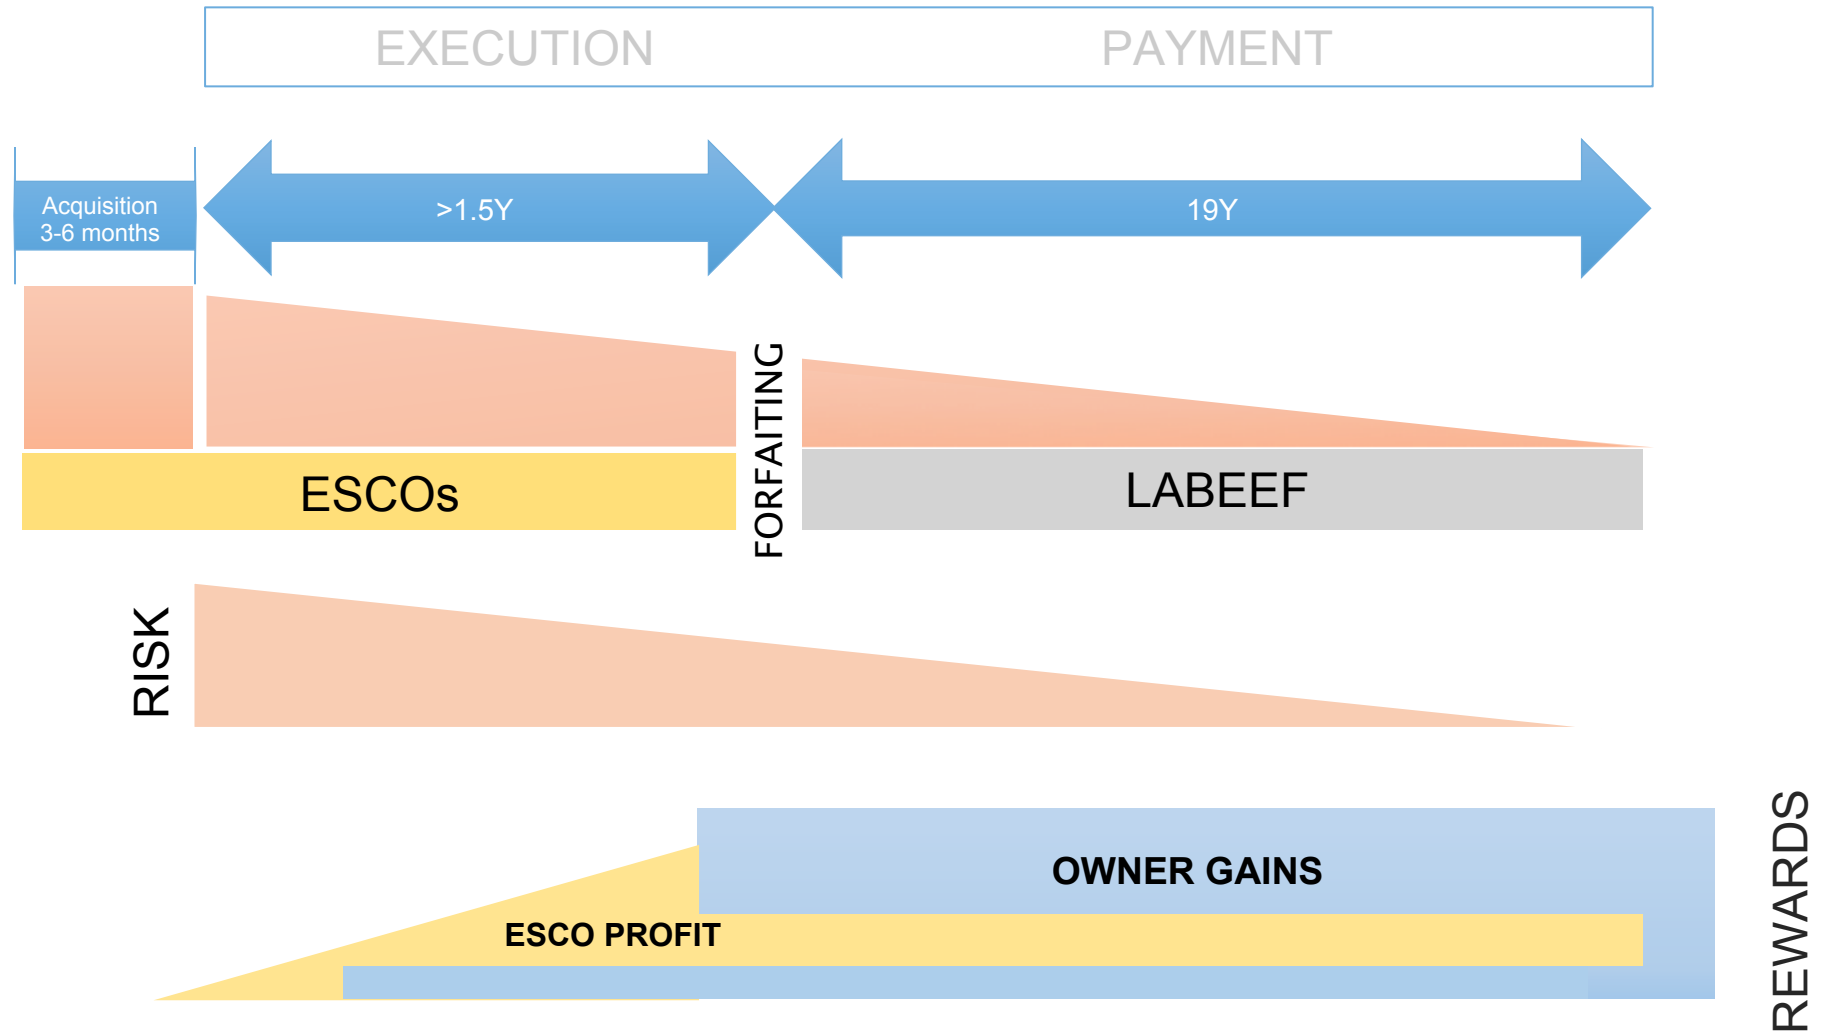 EXECUTION
PAYMENT
Acquisition
3-6 months
>1.5Y
19Y
FORFAITING
ESCOs
LABEEF
RISK
OWNER GAINS
ESCO PROFIT
REWARDS